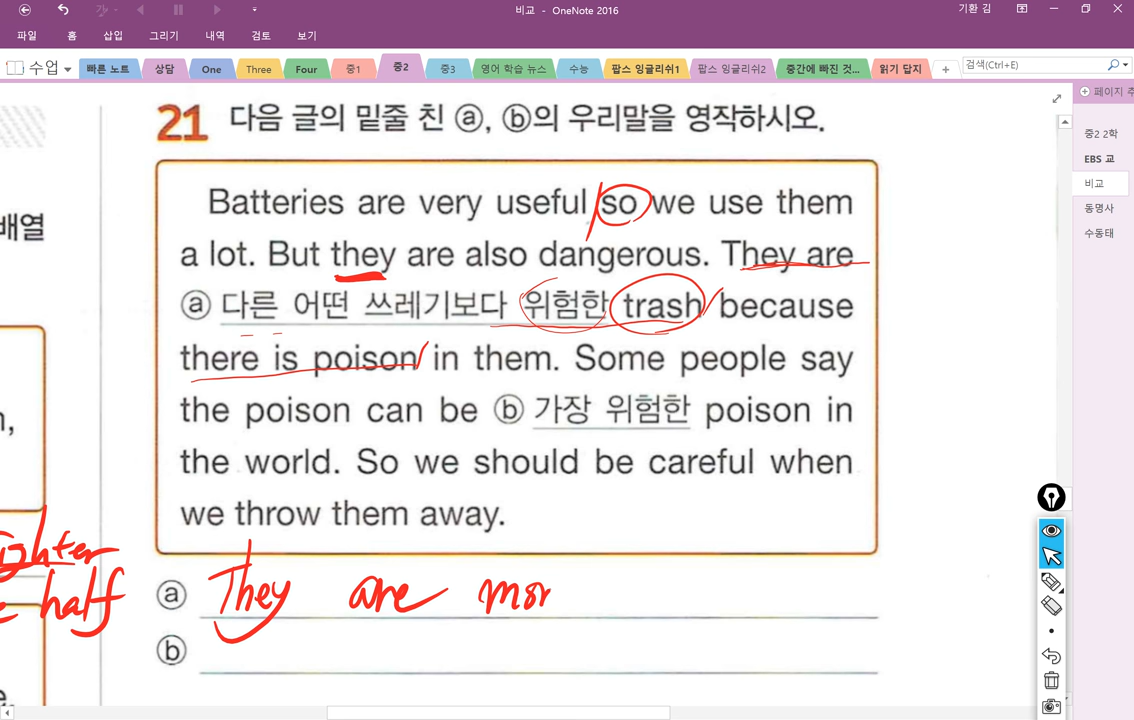 비교 - OneNote 2016
기환 김
파일 홈 삽입 그리기 내역 검토 보기
수업 빠른 노트 상담 One Three Four 중1 중2 중3 영어 학습 뉴스 수능 팝스 잉글리쉬1 팝스 잉글리쉬2 중간에 빠진 것... 읽기 답지 + 검색(Ctrl+E)
페이지 추
중2 2학
EBS 교
비교
동명사
수동태
배열
21 다음 글의 밑줄 친 ⓐ, ⓑ의 우리말을 영작하시오.
Batteries are very useful so we use them
a lot. But they are also dangerous. They are
ⓐ 다른 어떤 쓰레기보다 위험한 trash because
there is poison in them. Some people say
the poison can be ⓑ 가장 위험한 poison in
the world. So we should be careful when
we throw them away.
half
ⓐ They are mor
ⓑ